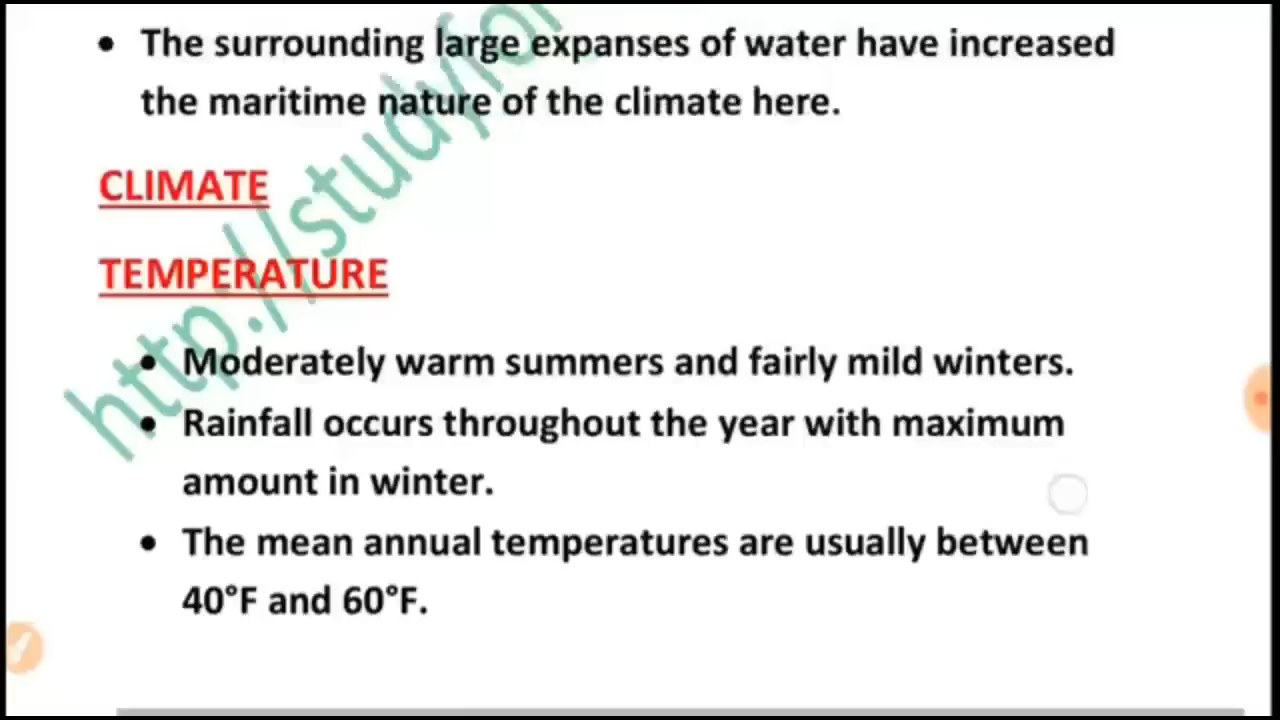 • The surrounding large expanses of water have increased
the maritime nature of the climate here.
CLIMATE
TEMPERATURE
• Moderately warm summers and fairly mild winters.
• Rainfall occurs throughout the year with maximum
amount in winter.
• The mean annual temperatures are usually between
40°F and 60°F.
http://studyfor